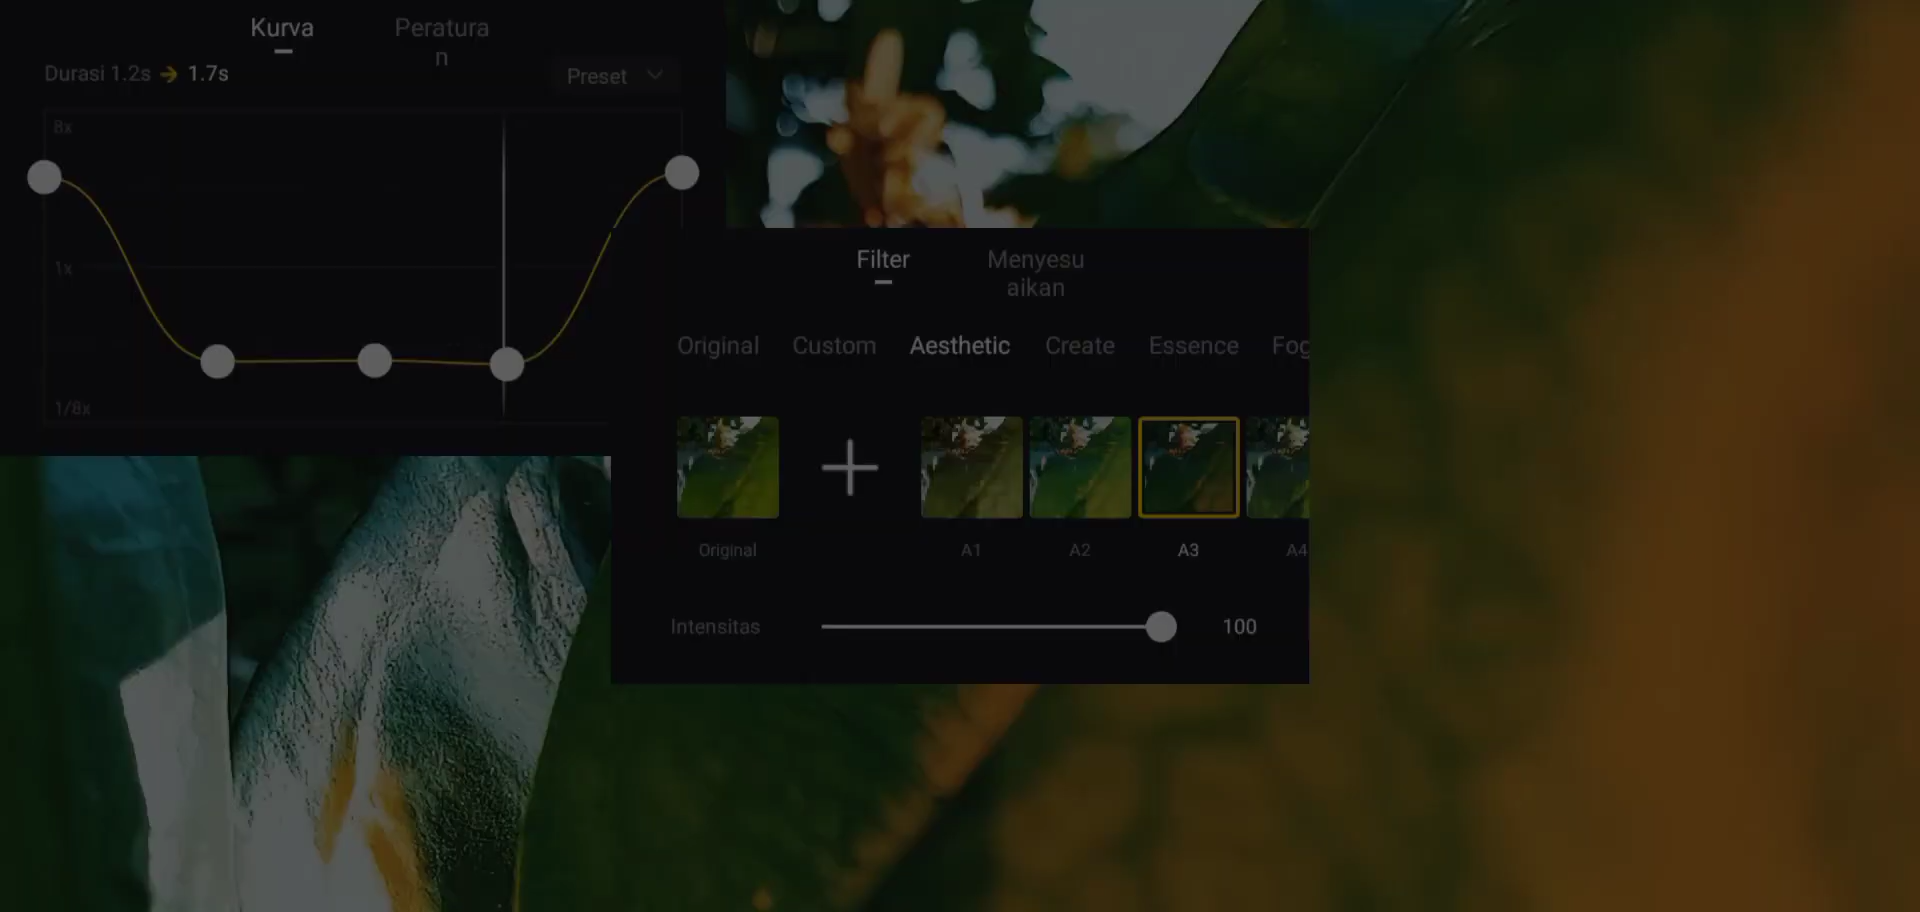 Kurva
Peratura
n
Durasi 1.2s → 1.7s
Preset
8x
1x
1/8x
Filter
Menyesu
aikan
Original
Custom
Aesthetic
Create
Essence
Fog
Original
A1
A2
A3
A4
Intensitas
100